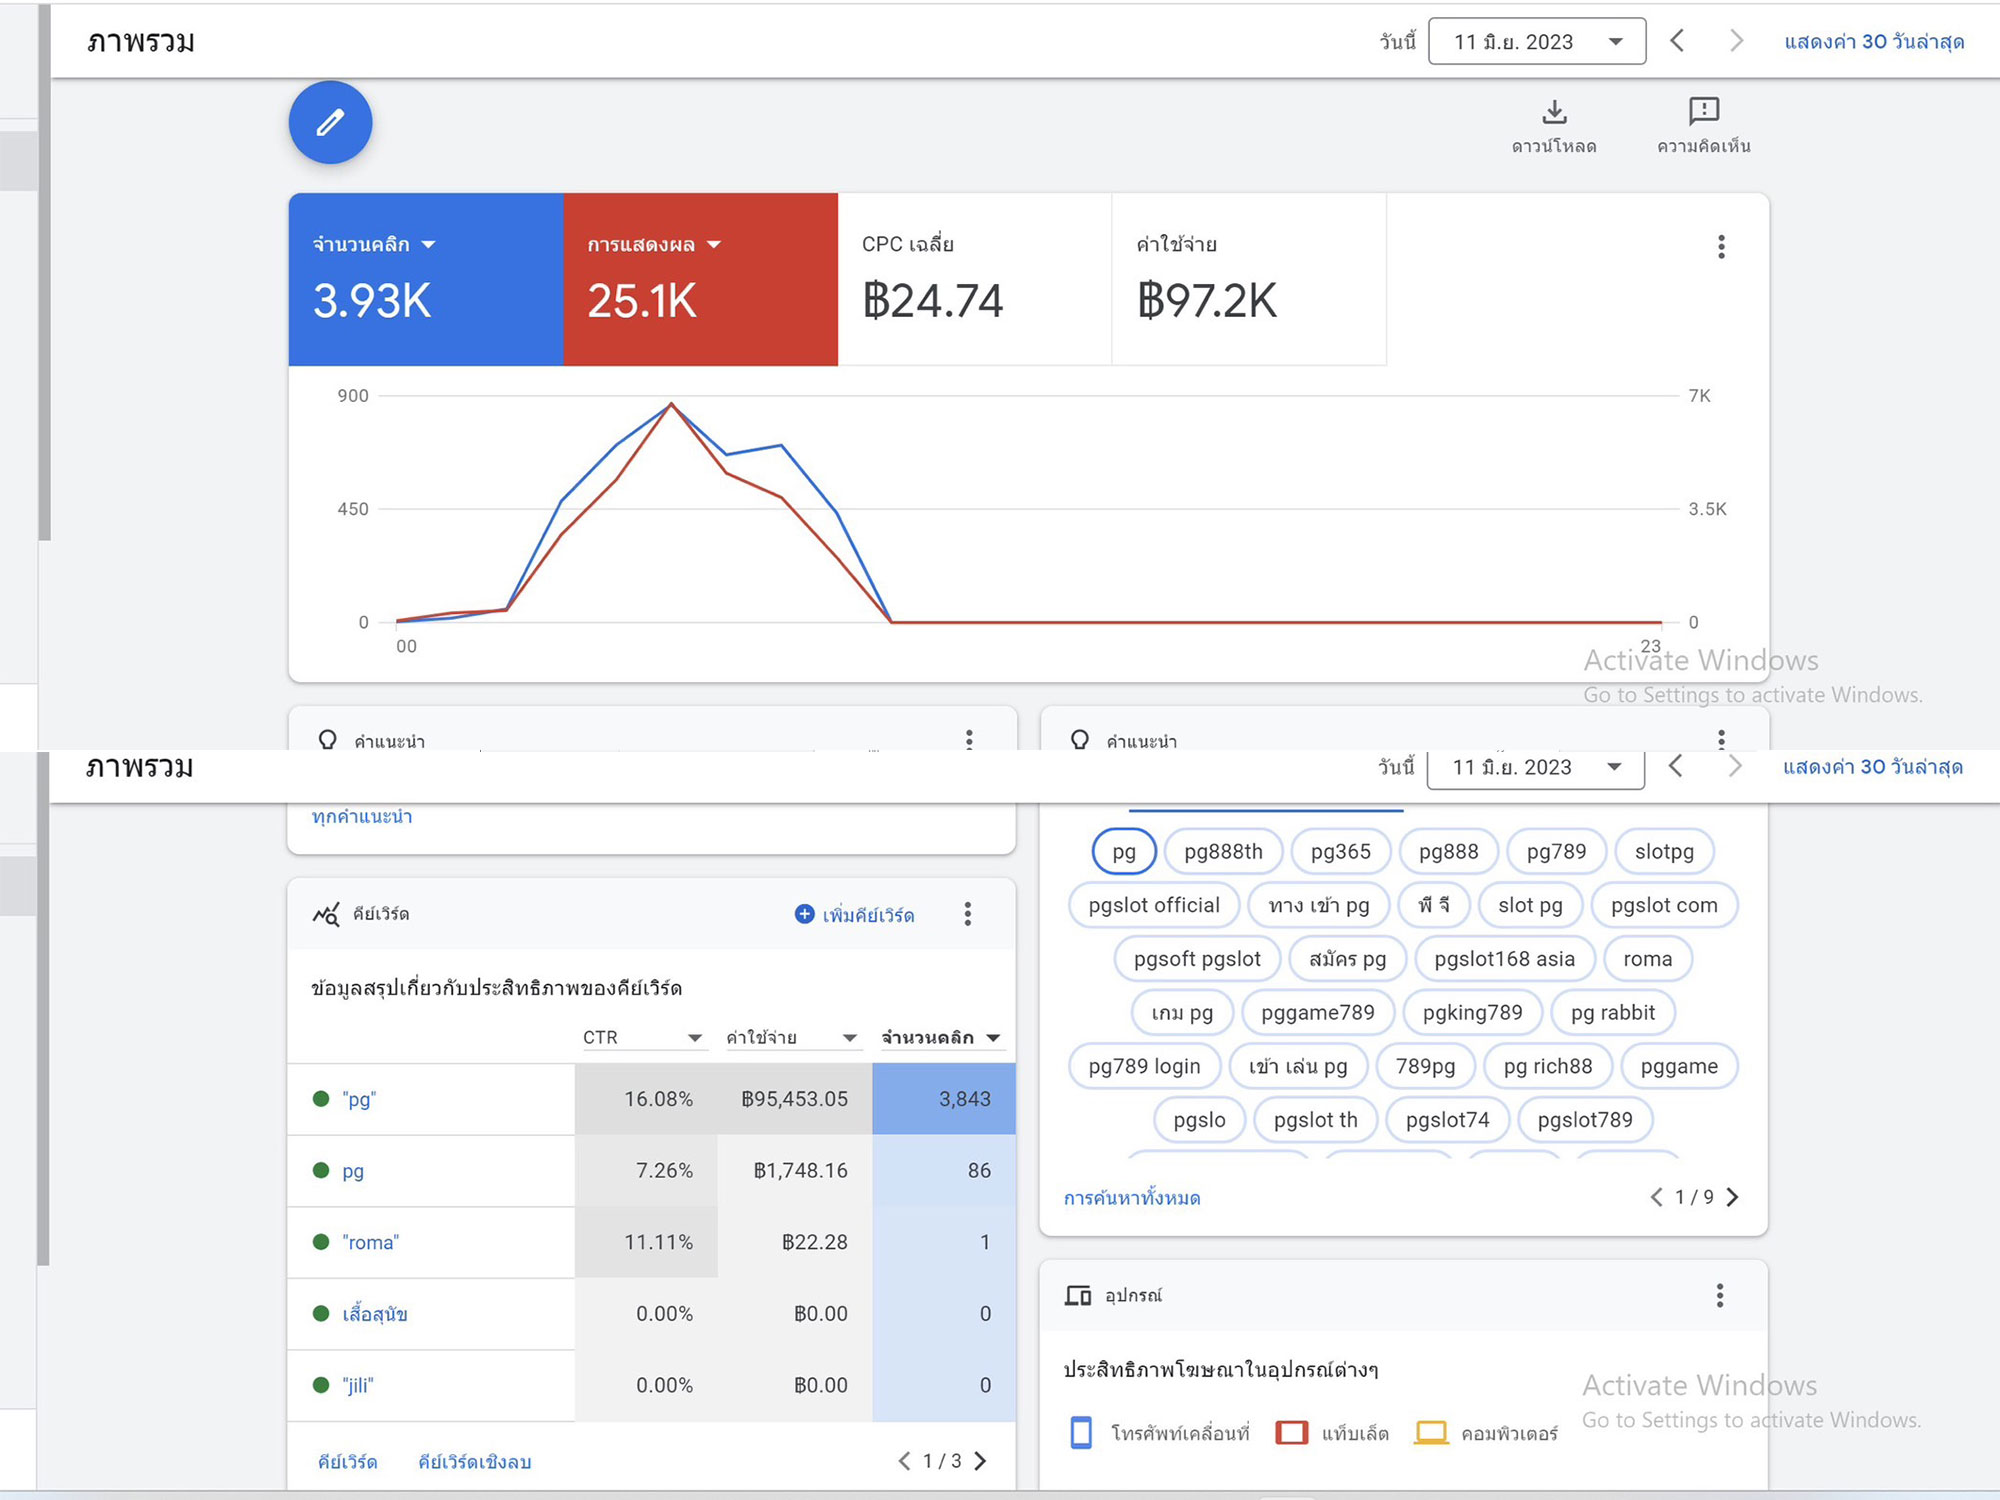 ภาพรวม
วันนี้ 11 มิ.ย. 2023 แสดงค่า 30 วันล่าสุด
ดาวน์โหลด ความคิดเห็น
จำนวนคลิก การแสดงผล CPC เฉลี่ย ค่าใช้จ่าย
3.93K 25.1K ฿24.74 ฿97.2K
900 7K
450 3.5K
0 0
00 23
Activate Windows
Go to Settings to activate Windows.
คำแนะนำ คำแนะนำ
ภาพรวม
วันนี้ 11 มิ.ย. 2023 แสดงค่า 30 วันล่าสุด
ทุกคำแนะนำ
คีย์เวิร์ด เพิ่มคีย์เวิร์ด
ข้อมูลสรุปเกี่ยวกับประสิทธิภาพของคีย์เวิร์ด
CTR ค่าใช้จ่าย จำนวนคลิก
"pg" 16.08% ฿95,453.05 3,843
pg 7.26% ฿1,748.16 86
"roma" 11.11% ฿22.28 1
เสื้อสุนัข 0.00% ฿0.00 0
"jili" 0.00% ฿0.00 0
คีย์เวิร์ด คีย์เวิร์ดเชิงลบ 1 / 3
pg pg888th pg365 pg888 pg789 slotpg
pgslot official ทาง เข้า pg พี จี slot pg pgslot com
pgsoft pgslot สมัคร pg pgslot168 asia roma
เกม pg pggame789 pgking789 pg rabbit
pg789 login เข้า เล่น pg 789pg pg rich88 pggame
pgslo pgslot th pgslot74 pgslot789
การค้นหาทั้งหมด 1 / 9
อุปกรณ์
ประสิทธิภาพโฆษณาในอุปกรณ์ต่างๆ
โทรศัพท์เคลื่อนที่ แท็บเล็ต คอมพิวเตอร์
Activate Windows
Go to Settings to activate Windows.